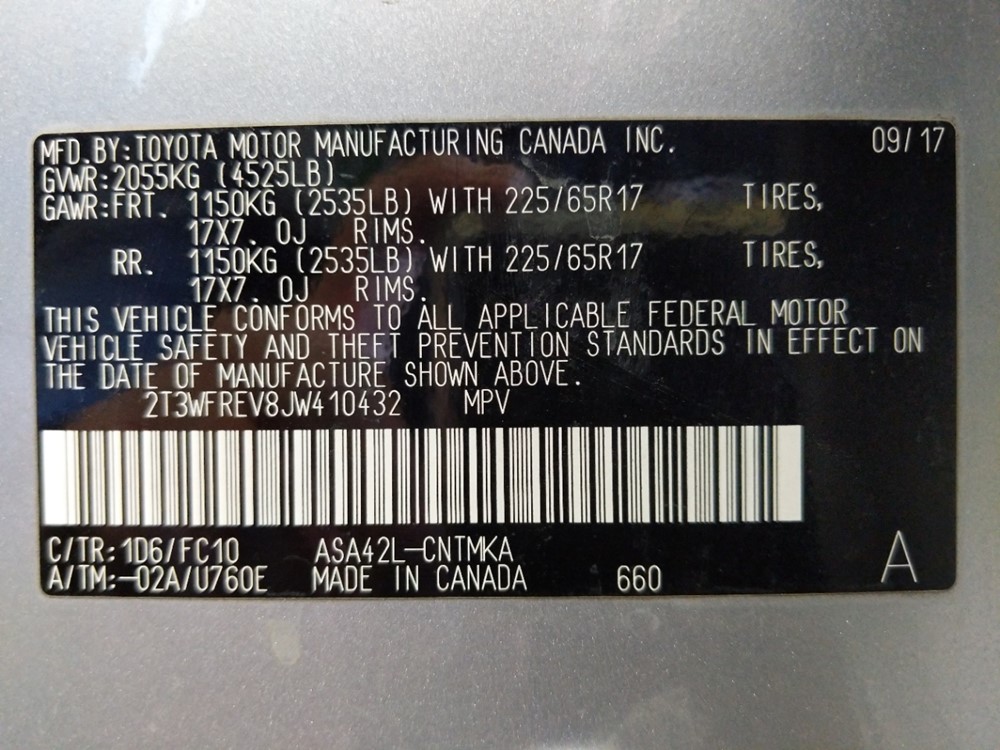 MFD.BY:TOYOTA MOTOR MANUFACTURING CANADA INC. 09/17
GVWR:2055KG (4525LB)
GAWR:FRT. 1150KG (2535LB) WITH 225/65R17 TIRES,
17X7.0J RIMS.
RR. 1150KG (2535LB) WITH 225/65R17 TIRES,
17X7.0J RIMS.
THIS VEHICLE CONFORMS TO ALL APPLICABLE FEDERAL MOTOR
VEHICLE SAFETY AND THEFT PREVENTION STANDARDS IN EFFECT ON
THE DATE OF MANUFACTURE SHOWN ABOVE.
2T3WFREV8JW410432 MPV
C/TR:1D6/FC10 ASA42L-CNTMKA
A/TM:-02A/U760E MADE IN CANADA 660 A